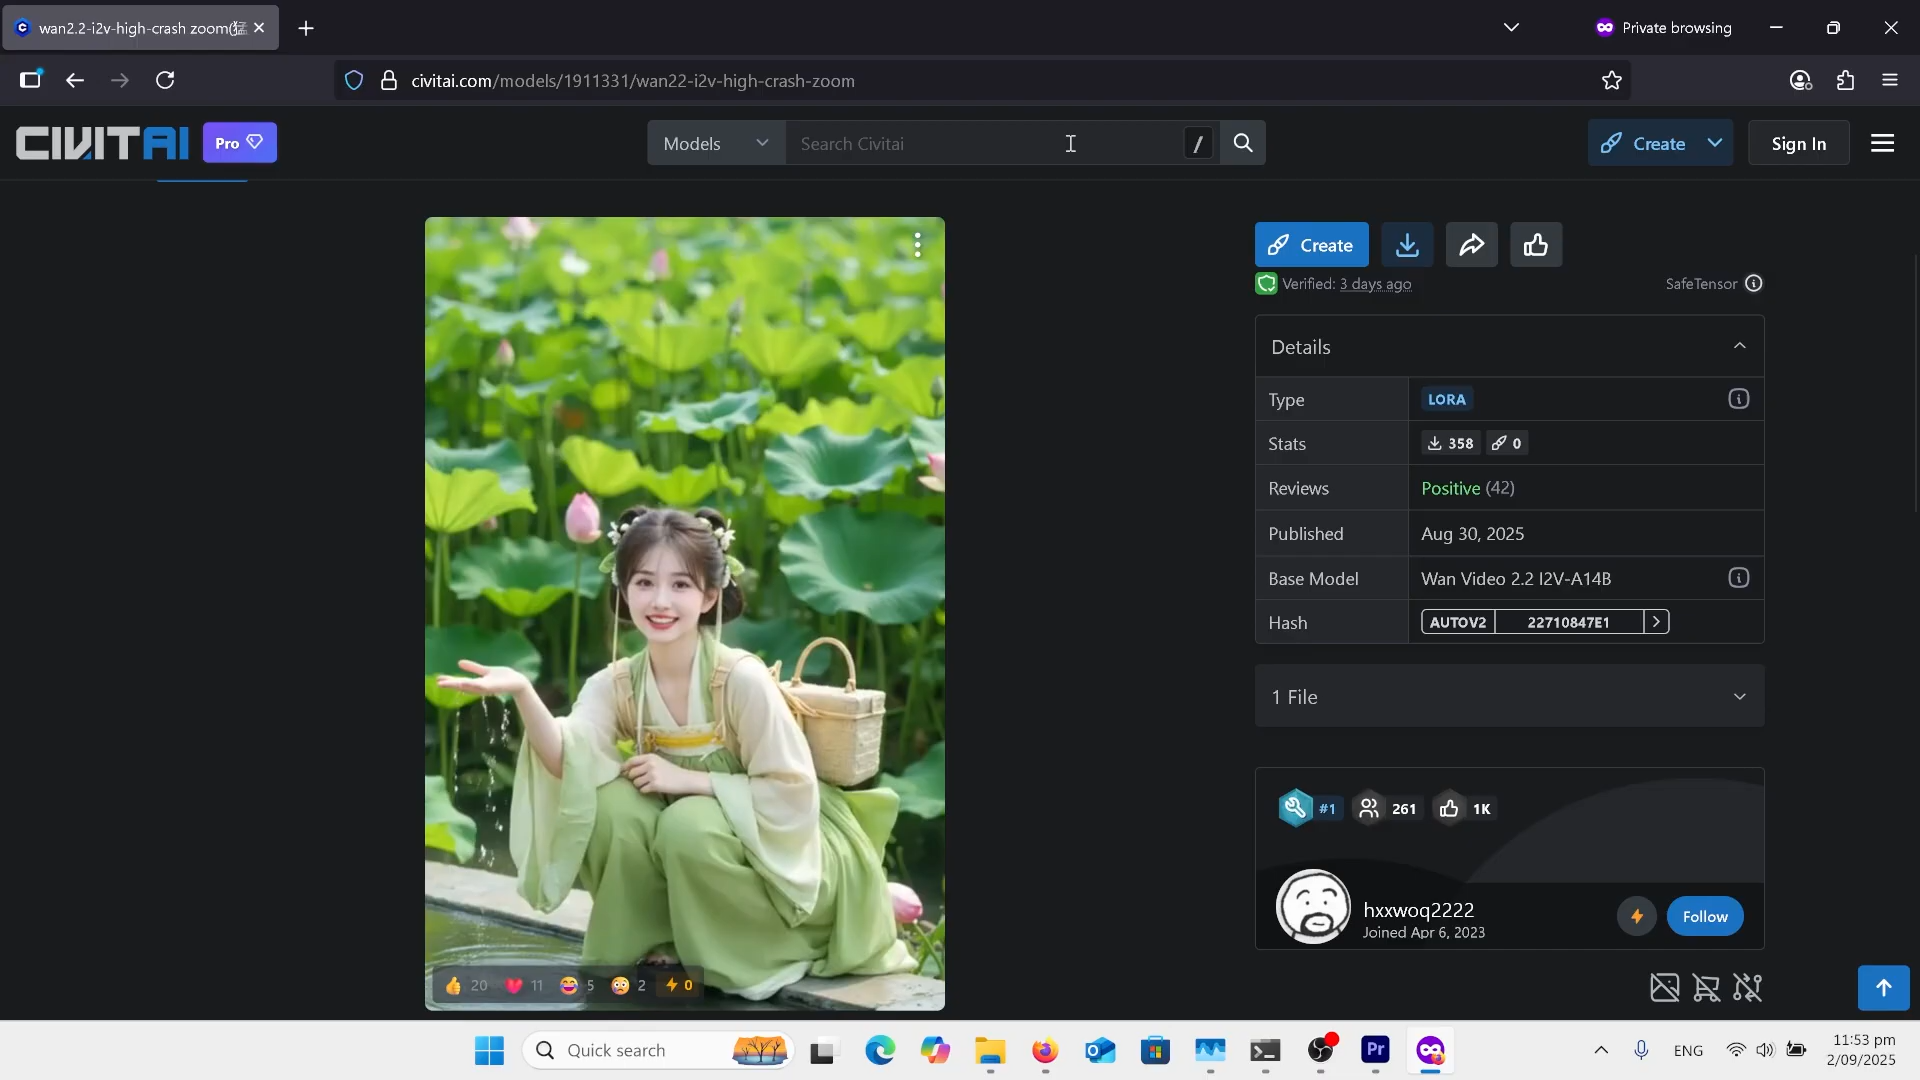 wan2.2-i2v-high-crash zoom(猛
Private browsing
civitai.com/models/1911331/wan22-i2v-high-crash-zoom
CIVITAI
Pro
Models
Search Civitai
/
Create
Sign In
Create
Verified: 3 days ago
SafeTensor
Details
Type
LORA
Stats
358
0
Reviews
Positive (42)
Published
Aug 30, 2025
Base Model
Wan Video 2.2 I2V-A14B
Hash
AUTOV2
22710847E1
1 File
#1
261
1K
hxxwoq2222
Joined Apr 6, 2023
Follow
20
11
5
2
0
Quick search
Pr
ENG
11:53 pm
2/09/2025